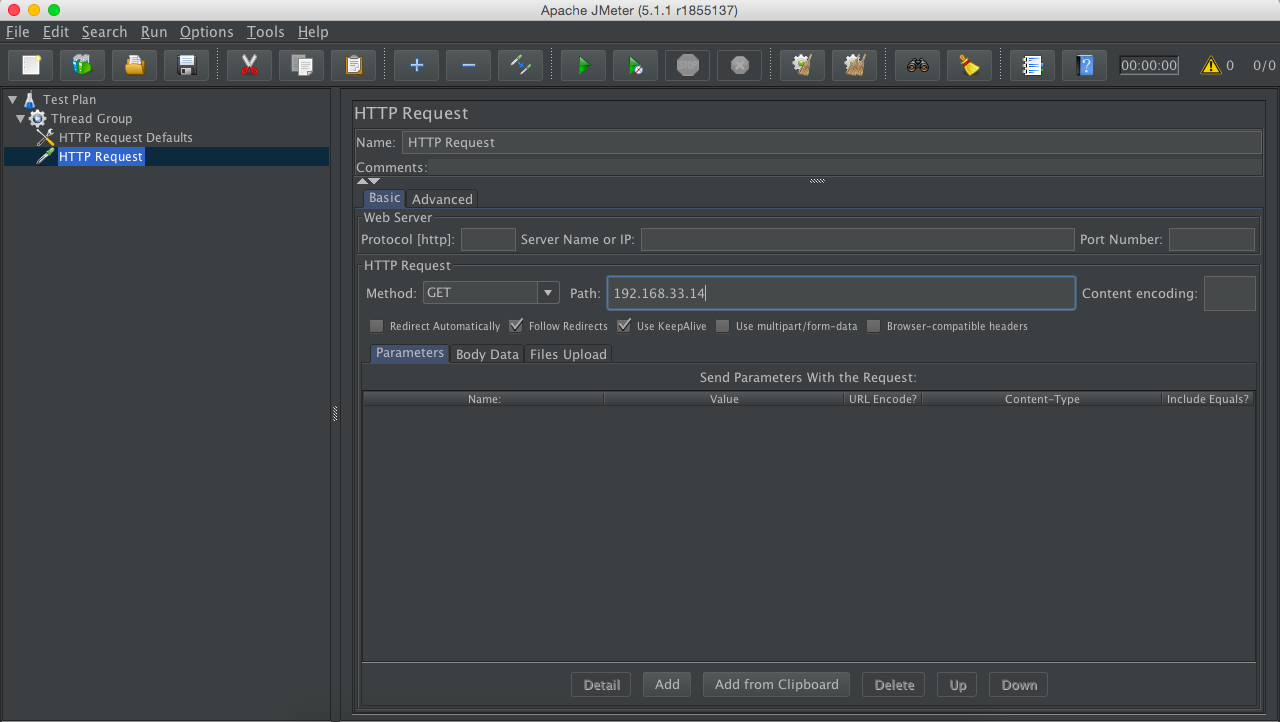 Apache JMeter (5.1.1 r1855137)
File Edit Search Run Options Tools Help
STOP ? 00:00:00 0 0/0
Test Plan
Thread Group
HTTP Request Defaults
HTTP Request
HTTP Request
Name: HTTP Request
Comments:
Basic Advanced
Web Server
Protocol [http]: Server Name or IP: Port Number:
HTTP Request
Method: GET Path: 192.168.33.14 Content encoding:
Redirect Automatically Follow Redirects Use KeepAlive Use multipart/form-data Browser-compatible headers
Parameters Body Data Files Upload
Send Parameters With the Request:
Name: Value URL Encode? Content-Type Include Equals?
Detail Add Add from Clipboard Delete Up Down